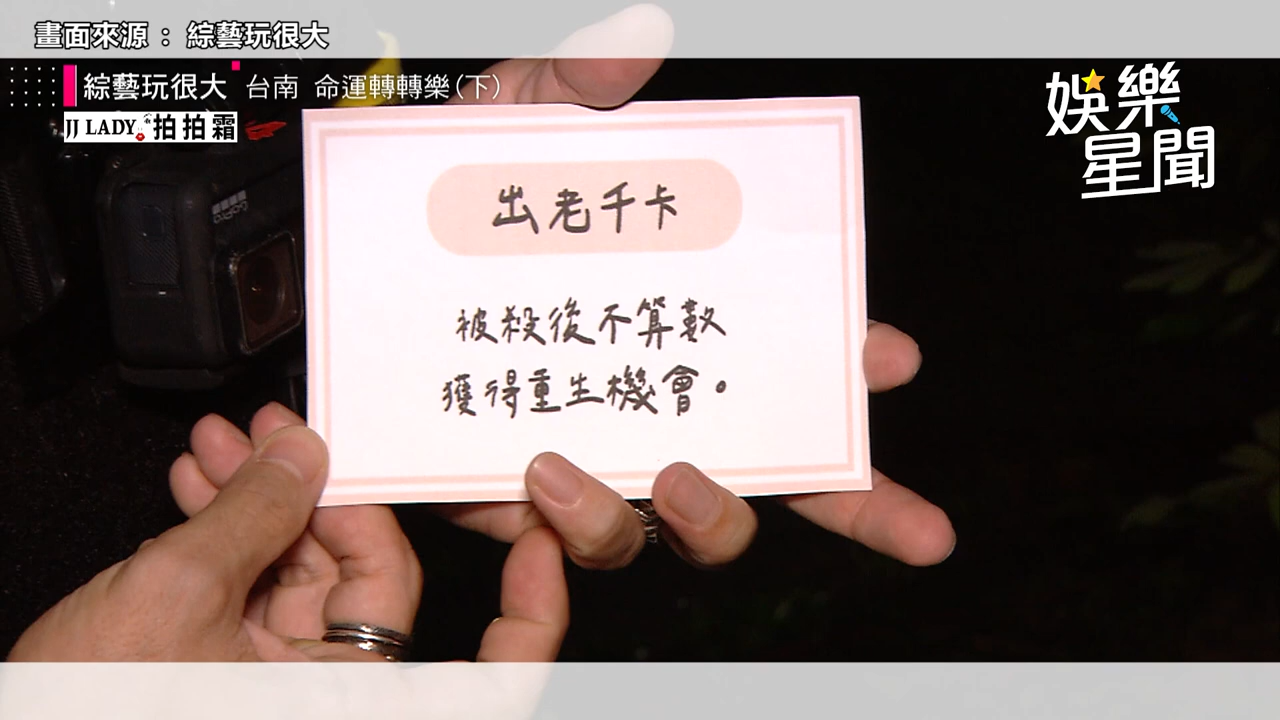 畫面來源： 綜藝玩很大
綜藝玩很大 台南 命運轉轉樂(下)
JJ LADY 拍拍霜
娛樂
星聞
GoPro
出老千卡
被殺後不算數
獲得重生機會。